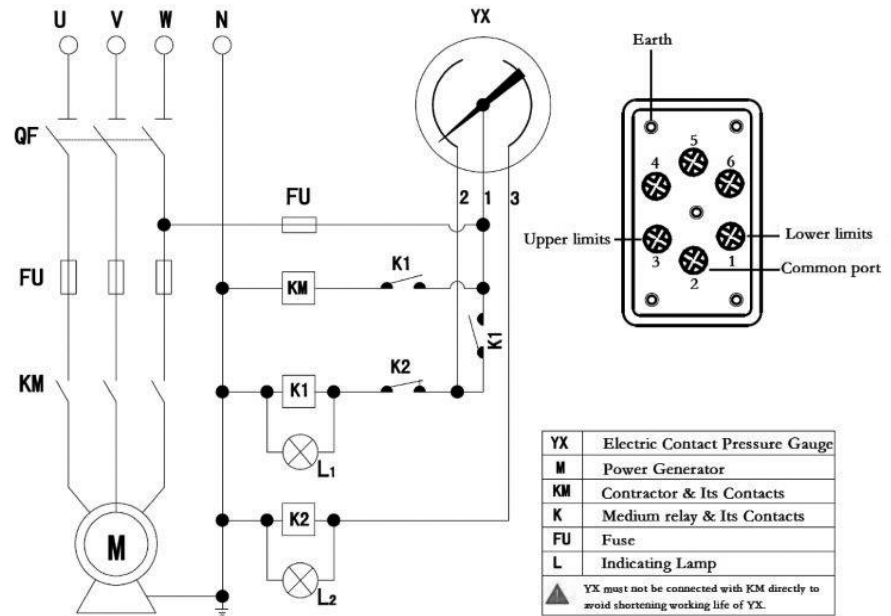 U V W N YX
QF
FU
2 1 3
FU
KM K1
K1
KM
K1 K2
L1
K2
L2
M
Earth
5
4 6
Upper limits 3 1 Lower limits
2 Common port
YX Electric Contact Pressure Gauge
M Power Generator
KM Contractor & Its Contacts
K Medium relay & Its Contacts
FU Fuse
L Indicating Lamp
YX must not be connected with KM directly to
avoid shortening working life of YX.